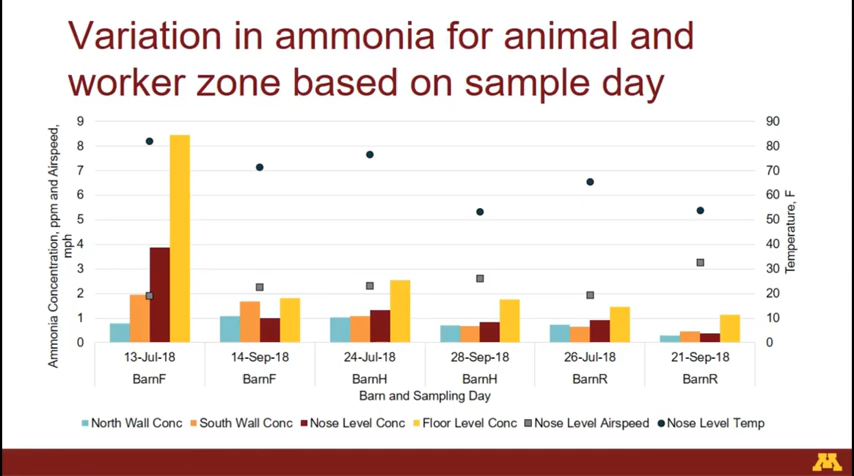 Variation in ammonia for animal and
worker zone based on sample day
Ammonia Concentration, ppm and Airspeed,
mph
9
8
7
6
5
4
3
2
1
0
90
80
70
60
50
40
30
20
10
0
Temperature, F
13-Jul-18 14-Sep-18 24-Jul-18 28-Sep-18 26-Jul-18 21-Sep-18
BarnF BarnF BarnH BarnH BarnR BarnR
Barn and Sampling Day
North Wall Conc South Wall Conc Nose Level Conc Floor Level Conc Nose Level Airspeed Nose Level Temp
M